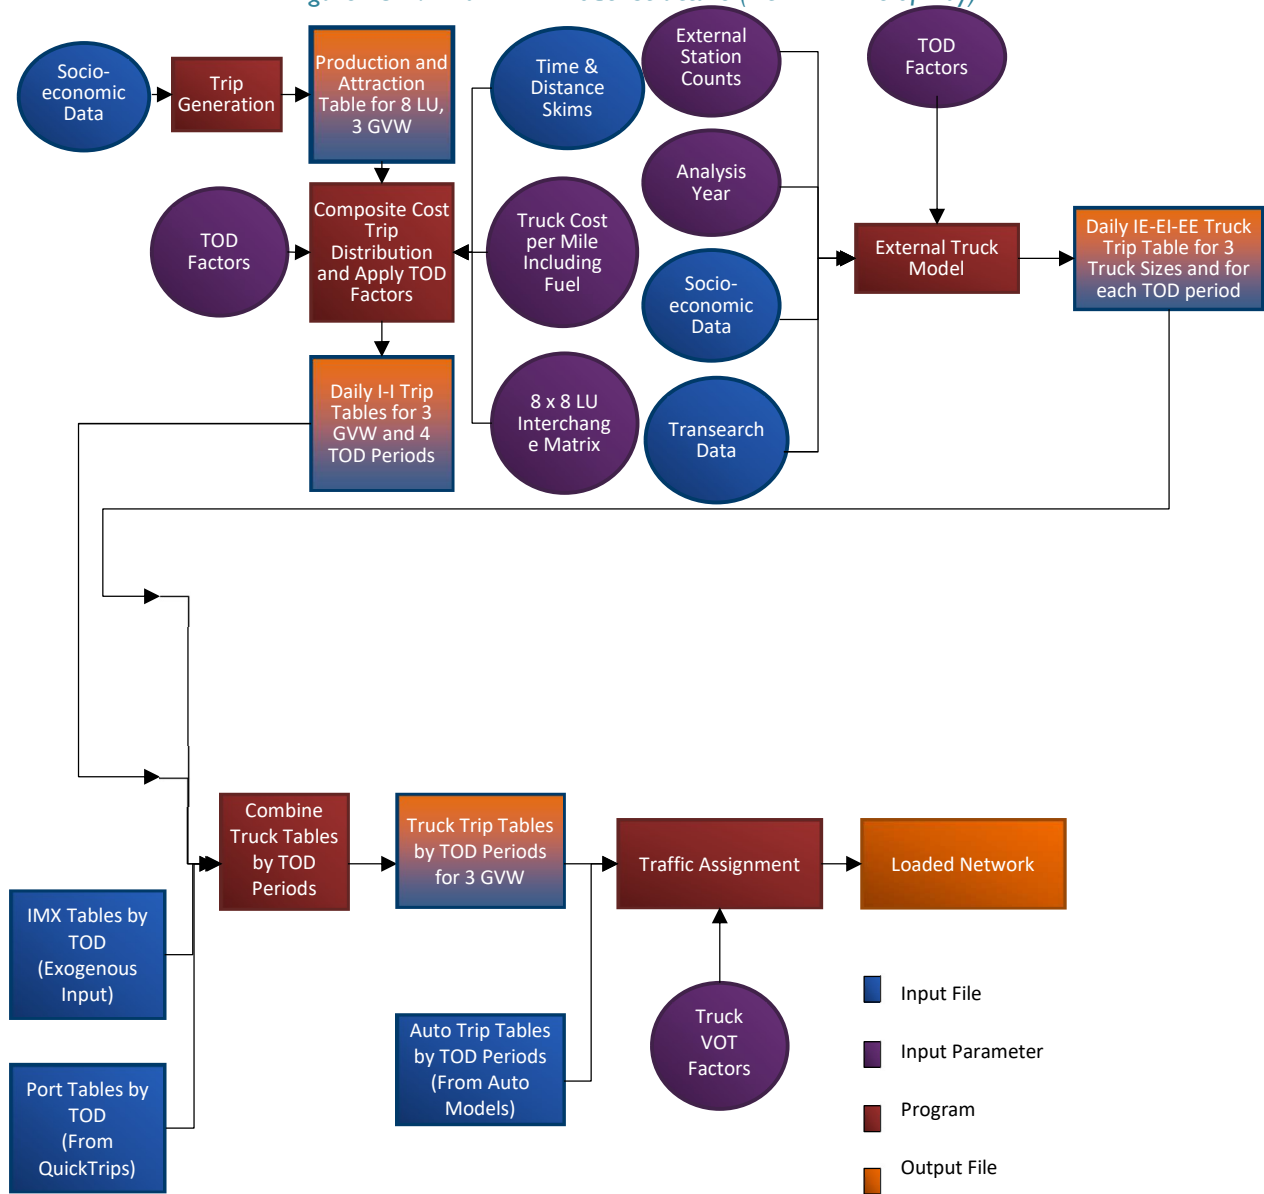 Socio-
economic
Data
Trip
Generation
Production and
Attraction
Table for 8 LU,
3 GVW
Time &
Distance
Skims
External
Station
Counts
TOD
Factors
Analysis
Year
TOD
Factors
Composite Cost
Trip
Distribution
and Apply TOD
Factors
Truck Cost
per Mile
Including
Fuel
External Truck
Model
Daily IE-EI-EE Truck
Trip Table for 3
Truck Sizes and for
each TOD period
Socio-
economic
Data
Daily I-I Trip
Tables for 3
GVW and 4
TOD Periods
8 x 8 LU
Interchang
e Matrix
Transearch
Data
Combine
Truck Tables
by TOD
Periods
Truck Trip Tables
by TOD Periods
for 3 GVW
Traffic Assignment
Loaded Network
IMX Tables by
TOD
(Exogenous
Input)
Port Tables by
TOD
(From
QuickTrips)
Auto Trip Tables
by TOD Periods
(From Auto
Models)
Truck
VOT
Factors
Input File
Input Parameter
Program
Output File